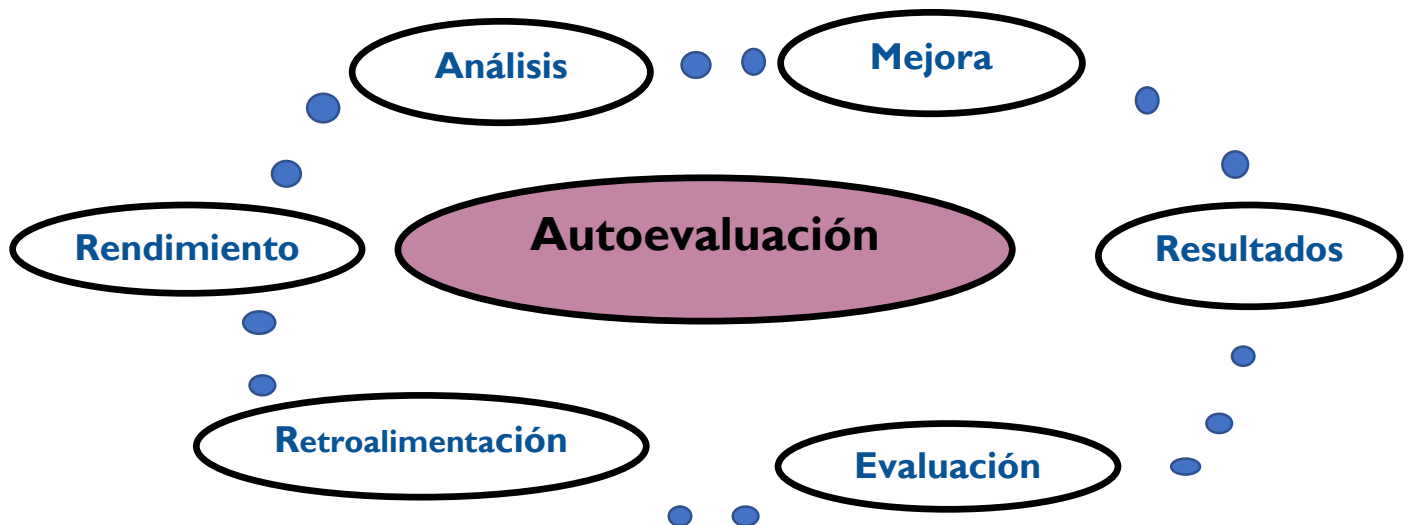 Análisis
Mejora
Autoevaluación
Rendimiento
Resultados
Retroalimentación
Evaluación